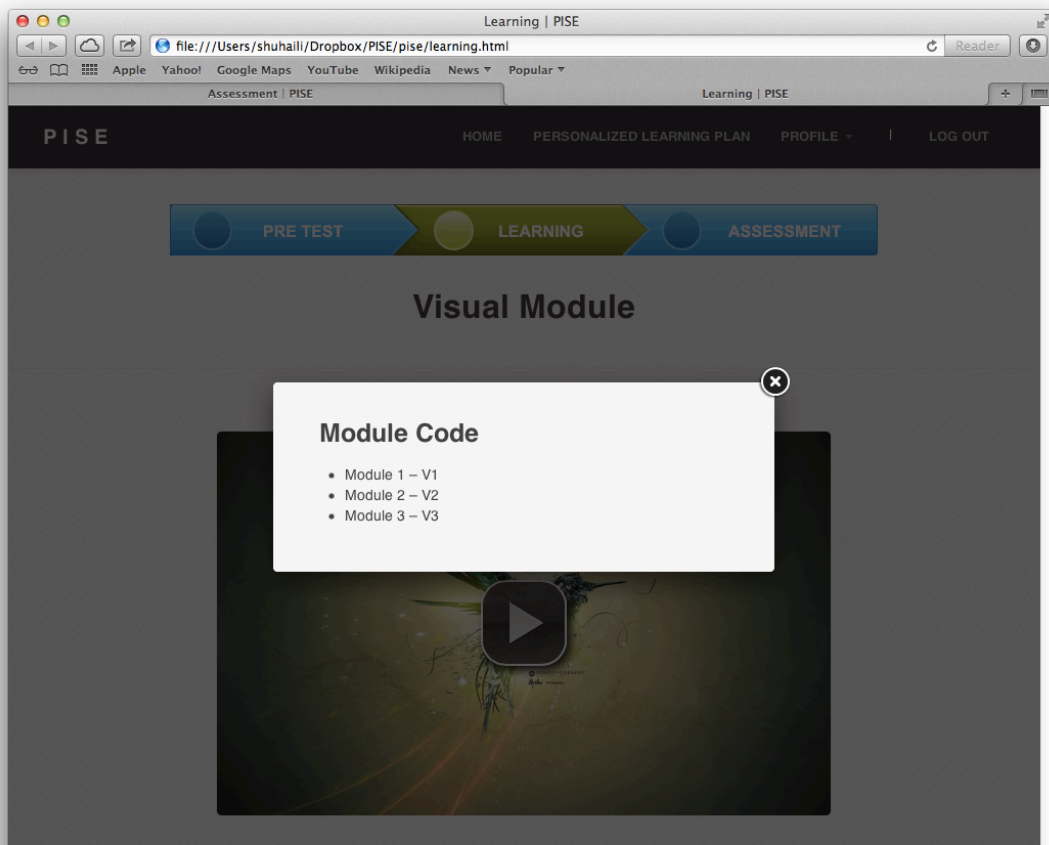 Learning | PISE
file:///Users/shuhaili/Dropbox/PISE/pise/learning.html
Reader
Apple Yahoo! Google Maps YouTube Wikipedia News Popular
Assessment | PISE
Learning | PISE
PISE
HOME PERSONALIZED LEARNING PLAN PROFILE | LOG OUT
PRE TEST
LEARNING
ASSESSMENT
Visual Module
Module Code
• Module 1 – V1
• Module 2 – V2
• Module 3 – V3